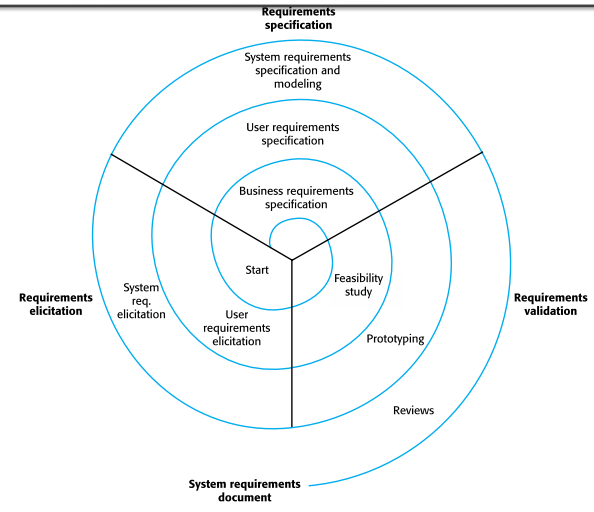 Requirements
specification
System requirements
specification and
modeling
User requirements
specification
Business requirements
specification
Start
Feasibility
study
System
req.
elicitation
Requirements
elicitation
Requirements
validation
User
requirements
elicitation
Prototyping
Reviews
System requirements
document